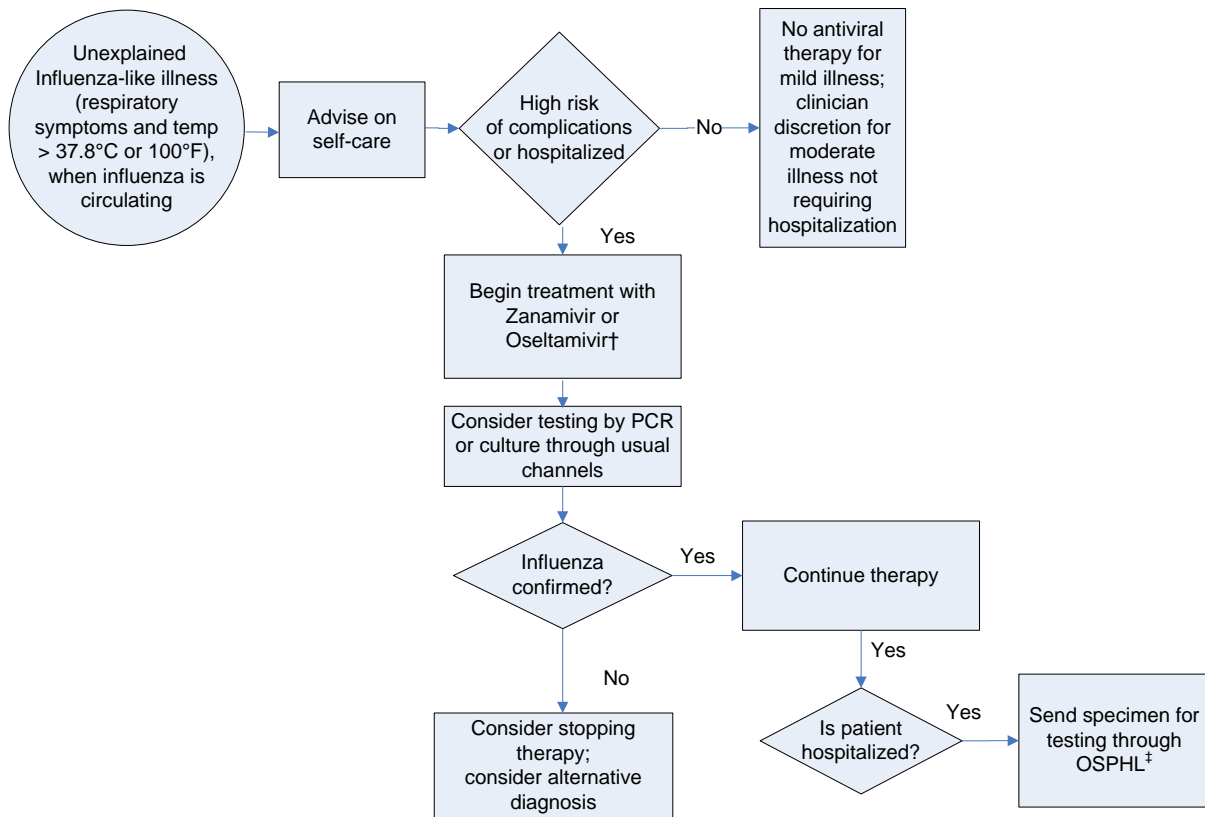 Unexplained
Influenza-like illness
(respiratory
symptoms and temp
> 37.8°C or 100°F),
when influenza is
circulating
Advise on
self-care
High risk
of complications
or hospitalized
No
No antiviral
therapy for
mild illness;
clinician
discretion for
moderate
illness not
requiring
hospitalization
Yes
Begin treatment with
Zanamivir or
Oseltamivir†
Consider testing by PCR
or culture through usual
channels
Influenza
confirmed?
Yes
Continue therapy
Yes
No
Consider stopping
therapy;
consider alternative
diagnosis
Is patient
hospitalized?
Yes
Send specimen for
testing through
OSPHL‡